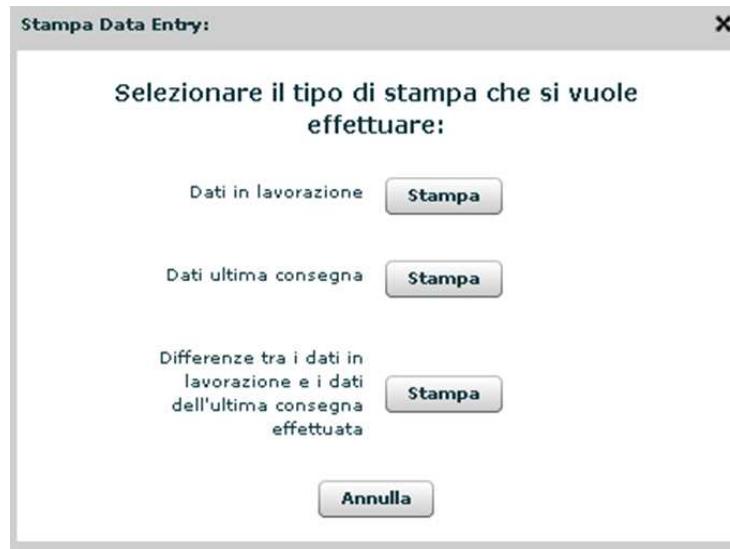 Stampa Data Entry:
Selezionare il tipo di stampa che si vuole
effettuare:
Dati in lavorazione Stampa
Dati ultima consegna Stampa
Differenze tra i dati in
lavorazione e i dati
dell'ultima consegna
effettuata
Stampa
Annulla